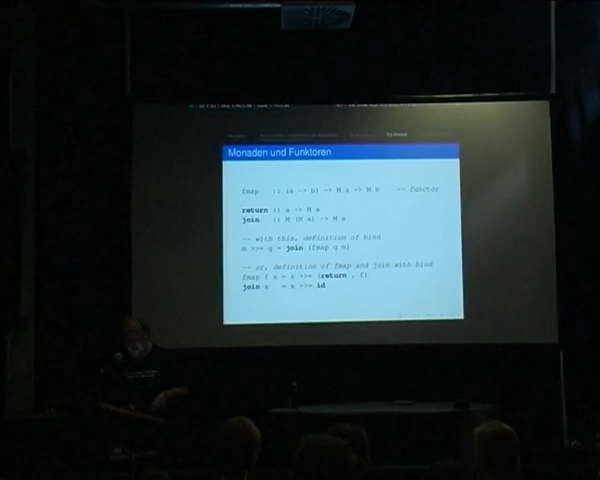 Monaden und Funktoren
fmap :: (a -> b) -> M a -> M b -- functor
return :: a -> M a
join :: M (M a) -> M a
-- with this, definition of bind
m >>= g = join (fmap g m)
-- or, definition of fmap and join with bind
fmap f x = x >>= (return . f)
join x = x >>= id